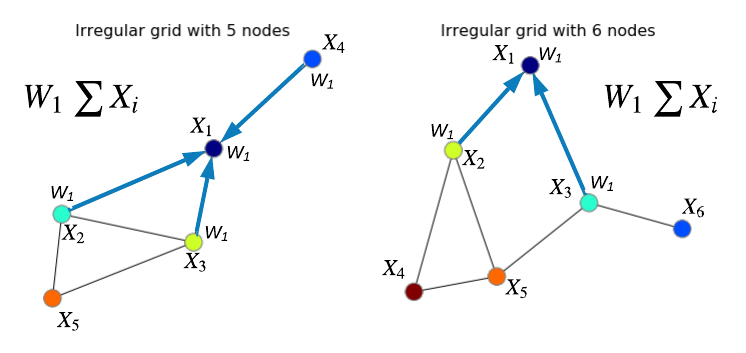 Irregular grid with 5 nodes
X₄
W₁
W₁ ∑ Xᵢ
X₁
W₁
W₁
X₂
W₁
X₃
X₅
Irregular grid with 6 nodes
X₁ W₁
W₁ ∑ Xᵢ
W₁
X₂
X₃ W₁
X₆
X₄
X₅